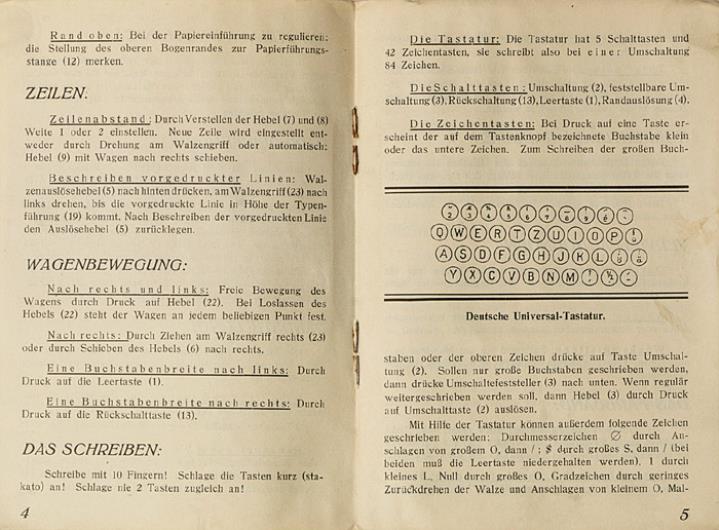 Rand oben: Bei der Papiereinführung zu regulieren:
die Stellung des oberen Bogenrandes zur Papierführungs-
stange (12) merken.
ZEILEN:
Zeilenabstand: Durch Verstellen der Hebel (7) und (8)
Weite 1 oder 2 einstellen. Neue Zeile wird eingestellt ent-
weder durch Drehung am Walzengriff oder automatisch:
Hebel (9) mit Wagen nach rechts schieben.
Beschreiben vorgedruckter Linien: Wal-
zenauslösehebel (5) nach hinten drücken, am Walzengriff (23) nach
links drehen, bis die vorgedruckte Linie in Höhe der Typen-
führung (19) kommt. Nach Beschreiben der vorgedruckten Linie
den Auslösehebel (5) zurücklegen.
WAGENBEWEGUNG:
Nach rechts und links: Freie Bewegung des
Wagens durch Druck auf Hebel (22). Bei Loslassen des
Hebels (22) steht der Wagen an jedem beliebigen Punkt fest.
Nach rechts: Durch Ziehen am Walzengriff rechts (23)
oder durch Schieben des Hebels (6) nach rechts.
Eine Buchstabenbreite nach links: Durch
Druck auf die Leertaste (1).
Eine Buchstabenbreite nach rechts: Durch
Druck auf die Rückschalttaste (13).
DAS SCHREIBEN:
Schreibe mit 10 Fingern! Schlage die Tasten kurz (sta-
kato) an! Schlage nie 2 Tasten zugleich an!
4
Die Tastatur: Die Tastatur hat 5 Schalttasten und
42 Zeichentasten, sie schreibt also bei einer Umschaltung
84 Zeichen.
Die Schalttasten: Umschaltung (2), feststellbare Um-
schaltung (3), Rückschaltung (13), Leertaste (1), Randauslösung (4).
Die Zeichentasten: Bei Druck auf eine Taste er-
scheint der auf dem Tastenknopf bezeichnete Buchstabe klein
oder das untere Zeichen. Zum Schreiben der großen Buch-
2 3 4 5 6 7 8 9
Q W E R T Z U I O P
A S D F G H J K L
Y X C V B N M
Deutsche Universal-Tastatur.
staben oder der oberen Zeichen drücke auf Taste Umschal-
tung (2). Sollen nur große Buchstaben geschrieben werden,
dann drücke Umschaltefeststeller (3) nach unten. Wenn regulär
weitergeschrieben werden soll, dann Hebel (3) durch Druck
auf Umschalttaste (2) auslösen.
Mit Hilfe der Tastatur können außerdem folgende Zeichen
geschrieben werden: Durchmesserzeichen ∅ durch An-
schlagen von großem O, dann / ; $ durch großes S, dann / (bei
beiden muß die Leertaste niedergehalten werden), 1 durch
kleines L, Null durch großes O, Gradzeichen durch geringes
Zurückdrehen der Walze und Anschlagen von kleinem O, Mal-
5